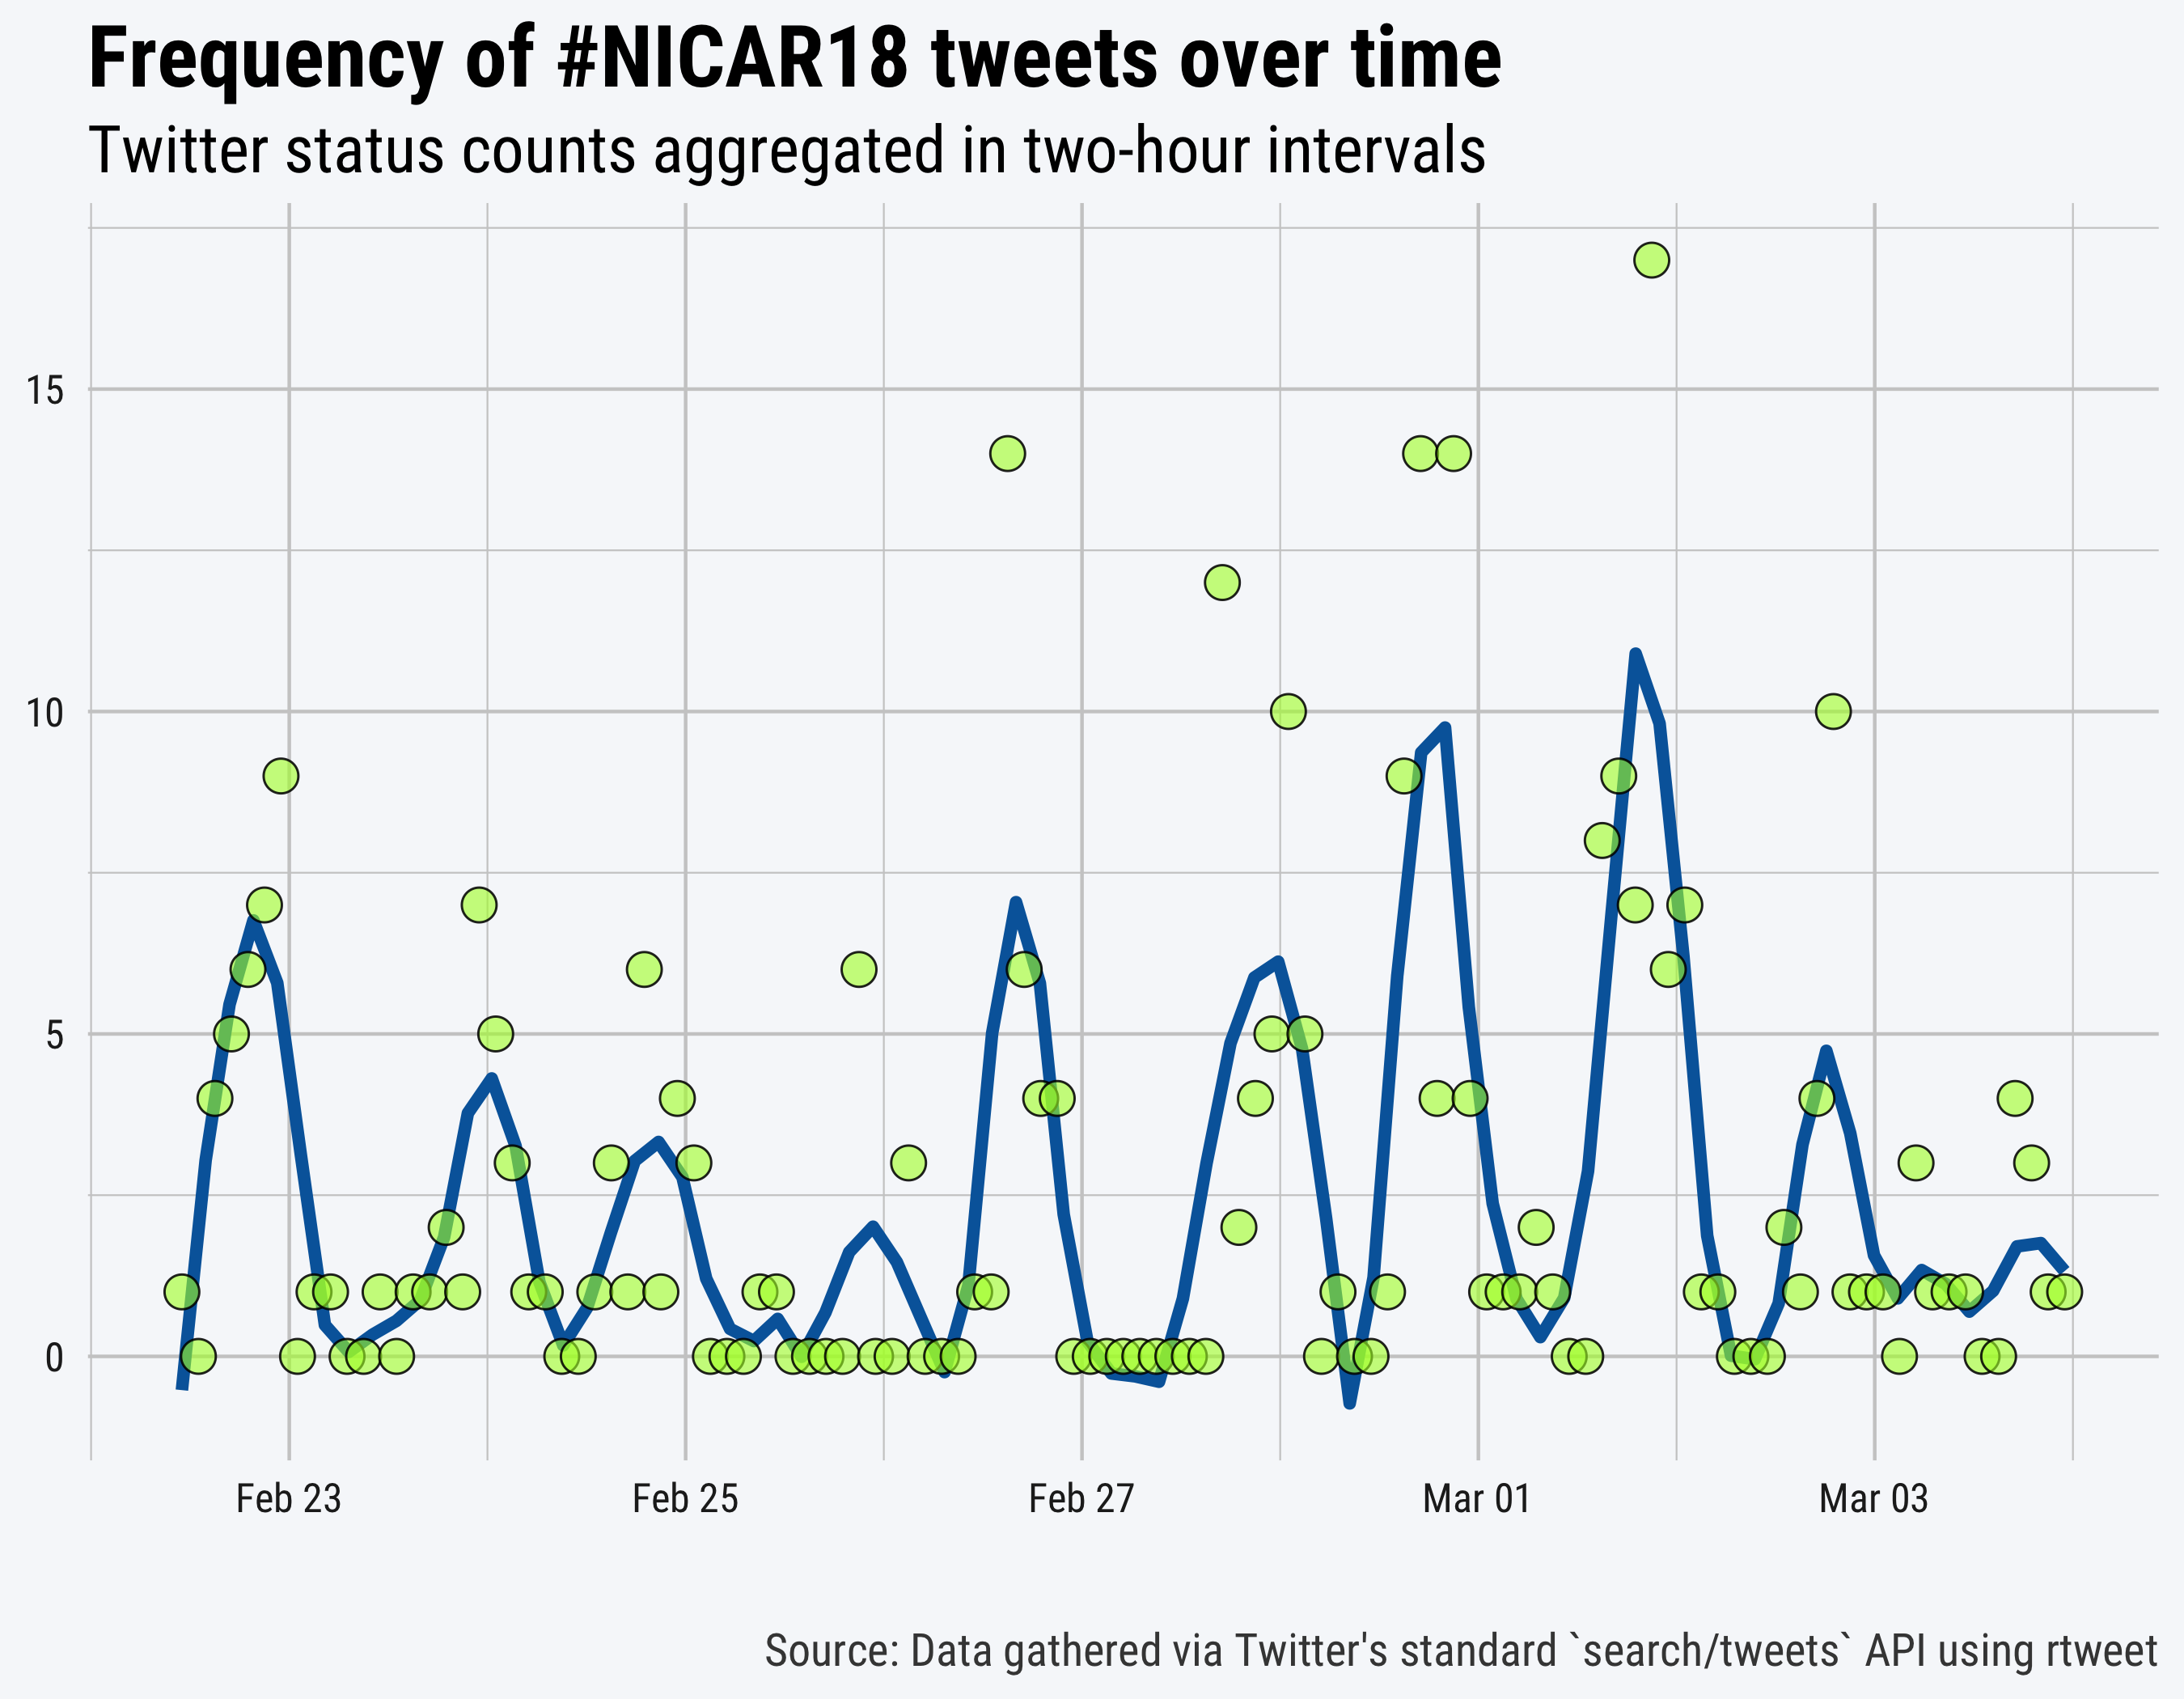 Frequency of #NICAR18 tweets over time
Twitter status counts aggregated in two-hour intervals
15
10
5
0
Feb 23 Feb 25 Feb 27 Mar 01 Mar 03
Source: Data gathered via Twitter's standard `search/tweets` API using rtweet